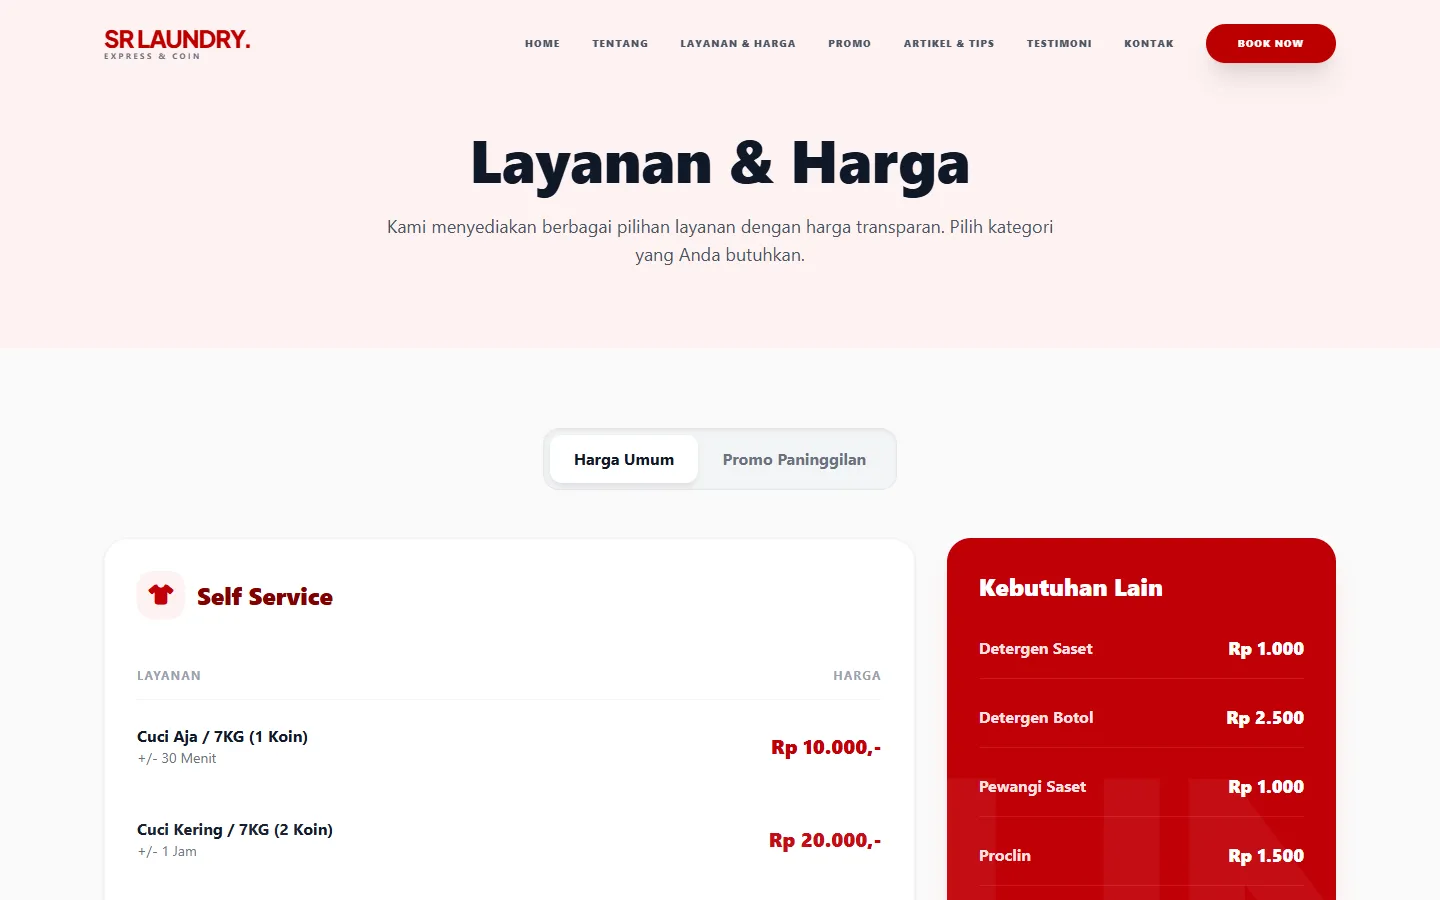 SR LAUNDRY.
EXPRESS & COIN
HOME
TENTANG
LAYANAN & HARGA
PROMO
ARTIKEL & TIPS
TESTIMONI
KONTAK
BOOK NOW
Layanan & Harga
Kami menyediakan berbagai pilihan layanan dengan harga transparan. Pilih kategori
yang Anda butuhkan.
Harga Umum
Promo Paninggilan
Self Service
LAYANAN
HARGA
Cuci Aja / 7KG (1 Koin)
+/- 30 Menit
Rp 10.000,-
Cuci Kering / 7KG (2 Koin)
+/- 1 Jam
Rp 20.000,-
Kebutuhan Lain
Detergen Saset
Rp 1.000
Detergen Botol
Rp 2.500
Pewangi Saset
Rp 1.000
Proclin
Rp 1.500